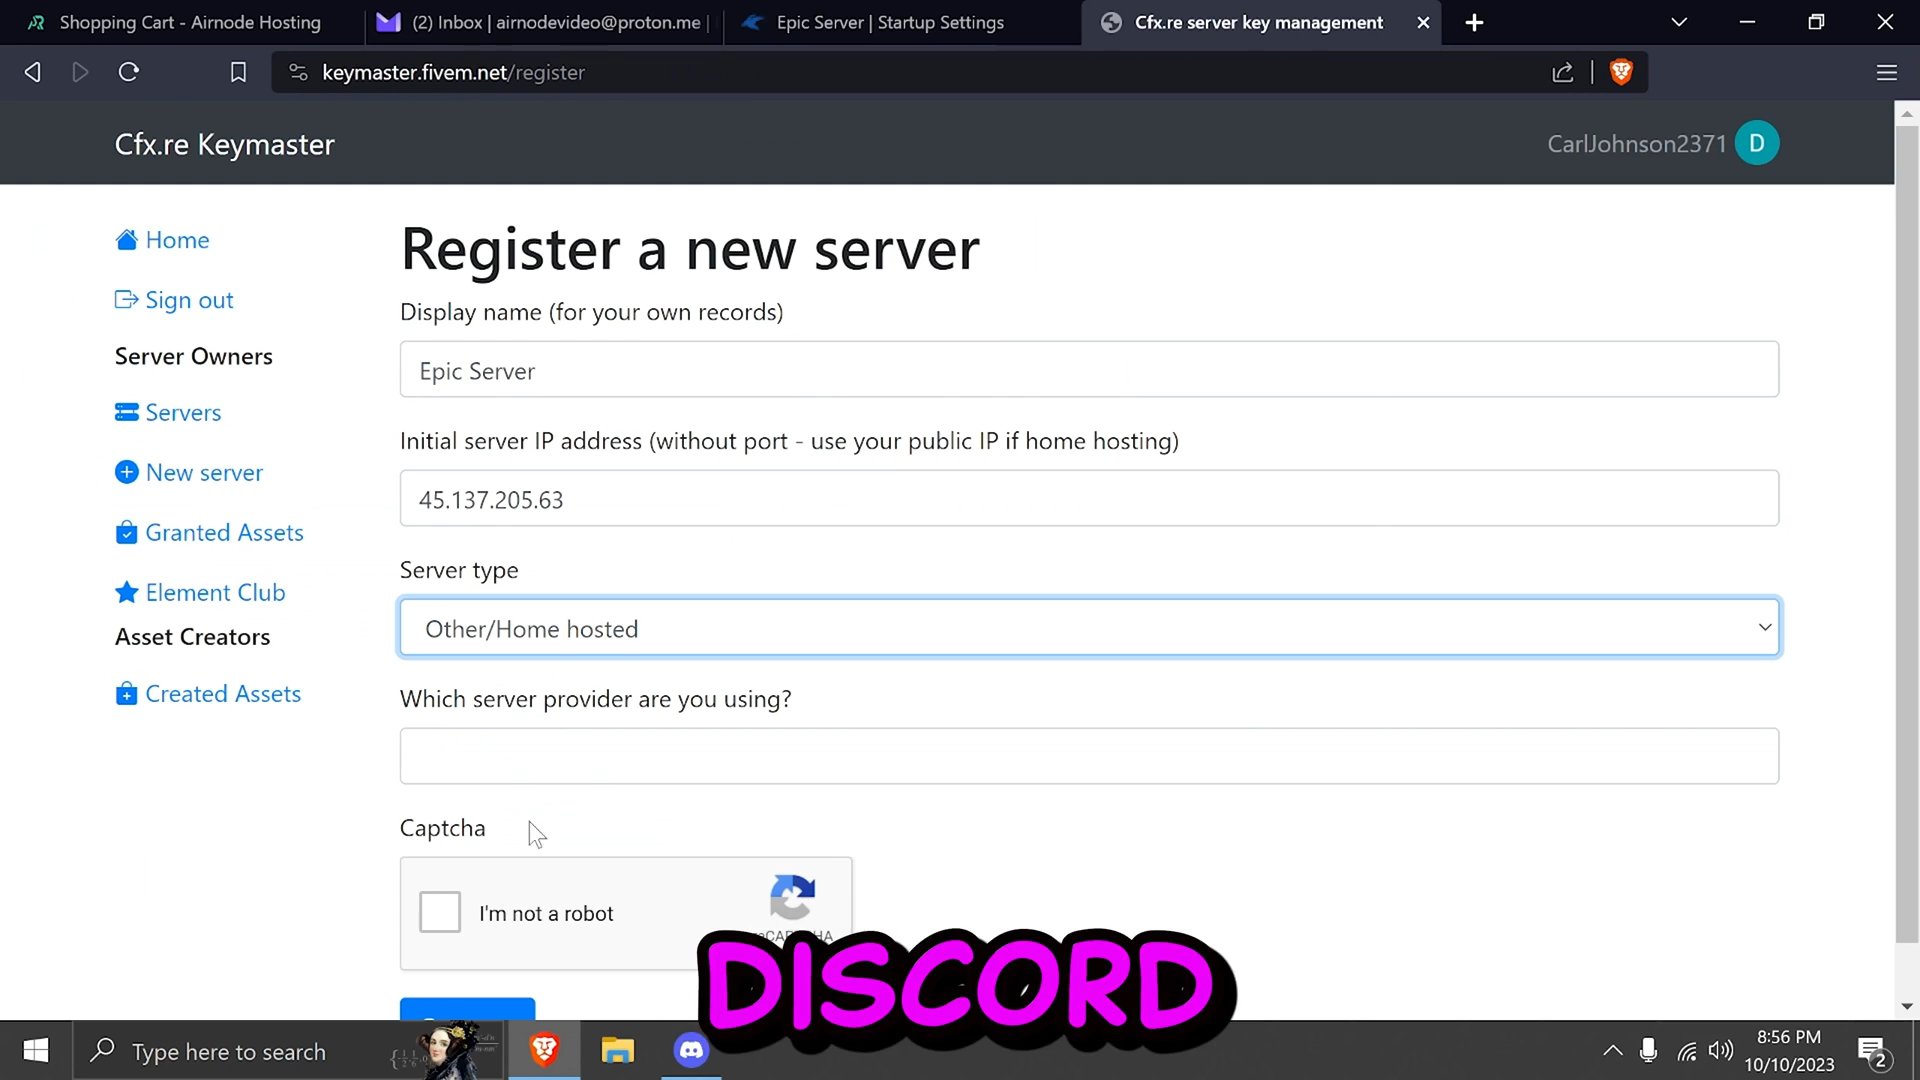 Shopping Cart - Airnode Hosting
(2) Inbox | airnodevideo@proton.me |
Epic Server | Startup Settings
Cfx.re server key management
keymaster.fivem.net/register
Cfx.re Keymaster
CarlJohnson2371
D
Home
Sign out
Server Owners
Servers
New server
Granted Assets
Element Club
Asset Creators
Created Assets
Register a new server
Display name (for your own records)
Epic Server
Initial server IP address (without port - use your public IP if home hosting)
45.137.205.63
Server type
Other/Home hosted
Which server provider are you using?
Captcha
I'm not a robot
DISCORD
Type here to search
8:56 PM
10/10/2023
2